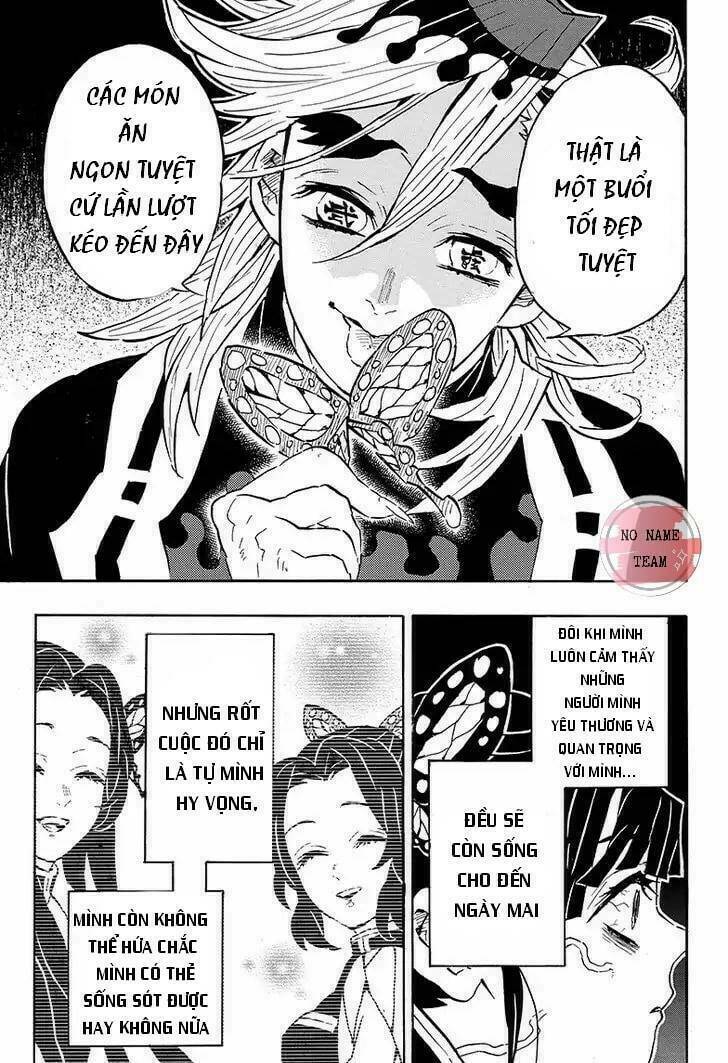 THẬT LÀ
MỘT BUỔI
TỐI ĐẸP
TUYỆT
CÁC MÓN
ĂN
NGON TUYỆT
CỨ LẦN LƯỢT
KÉO ĐẾN ĐÂY
NO NAME
TEAM
ĐÔI KHI MÌNH
LUÔN CẢM THẤY
NHỮNG
NGƯỜI MÌNH
YÊU THƯƠNG VÀ
QUAN TRỌNG
VỚI MÌNH...
ĐỀU SẼ
CÒN SỐNG
CHO ĐẾN
NGÀY MAI
NHƯNG RỐT
CUỘC ĐÓ CHỈ
LÀ TỰ MÌNH
HY VỌNG,
MÌNH CÒN KHÔNG
THỂ HỨA CHẮC
MÌNH CÓ THẺ
SỐNG SÓT ĐƯỢC
HAY KHÔNG NỮA